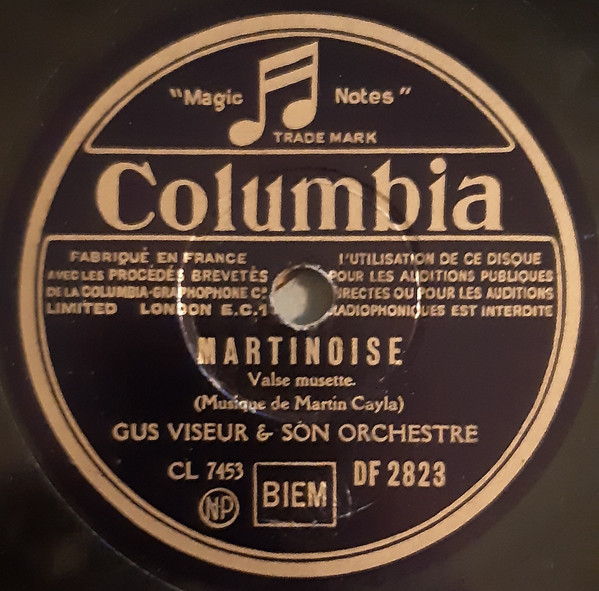 "Magic Notes"
TRADE MARK
Columbia
FABRIQUÉ EN FRANCE
AVEC LES PROCÉDÉS BREVETÉS
DE LA COLUMBIA-GRAPHOPHONE Cº
LIMITED LONDON E.C.1
L'UTILISATION DE CE DISQUE
POUR LES AUDITIONS PUBLIQUES
DIRECTES OU POUR LES AUDITIONS
RADIOPHONIQUES EST INTERDITE
MARTINOISE
Valse musette.
(Musique de Martin Cayla)
GUS VISEUR & SON ORCHESTRE
CL 7453 BIEM DF 2823
NP